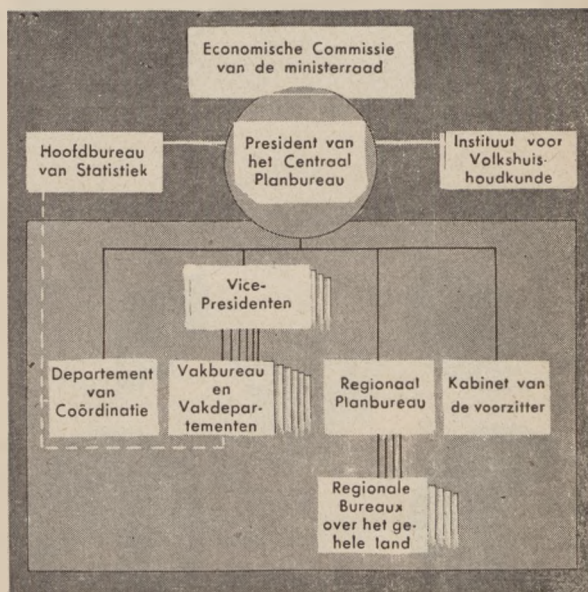 Economische Commissie
van de ministerraad
Hoofdbureau
van Statistiek
President van
het Centraal
Planbureau
Instituut voor
Volkshuis-
houdkunde
Vice-
Presidenten
Departement
van
Coördinatie
Vakbureau
en
Vakdepar-
tementen
Regionaal
Planbureau
Kabinet van
de voorzitter
Regionale
Bureaux
over het ge-
hele land